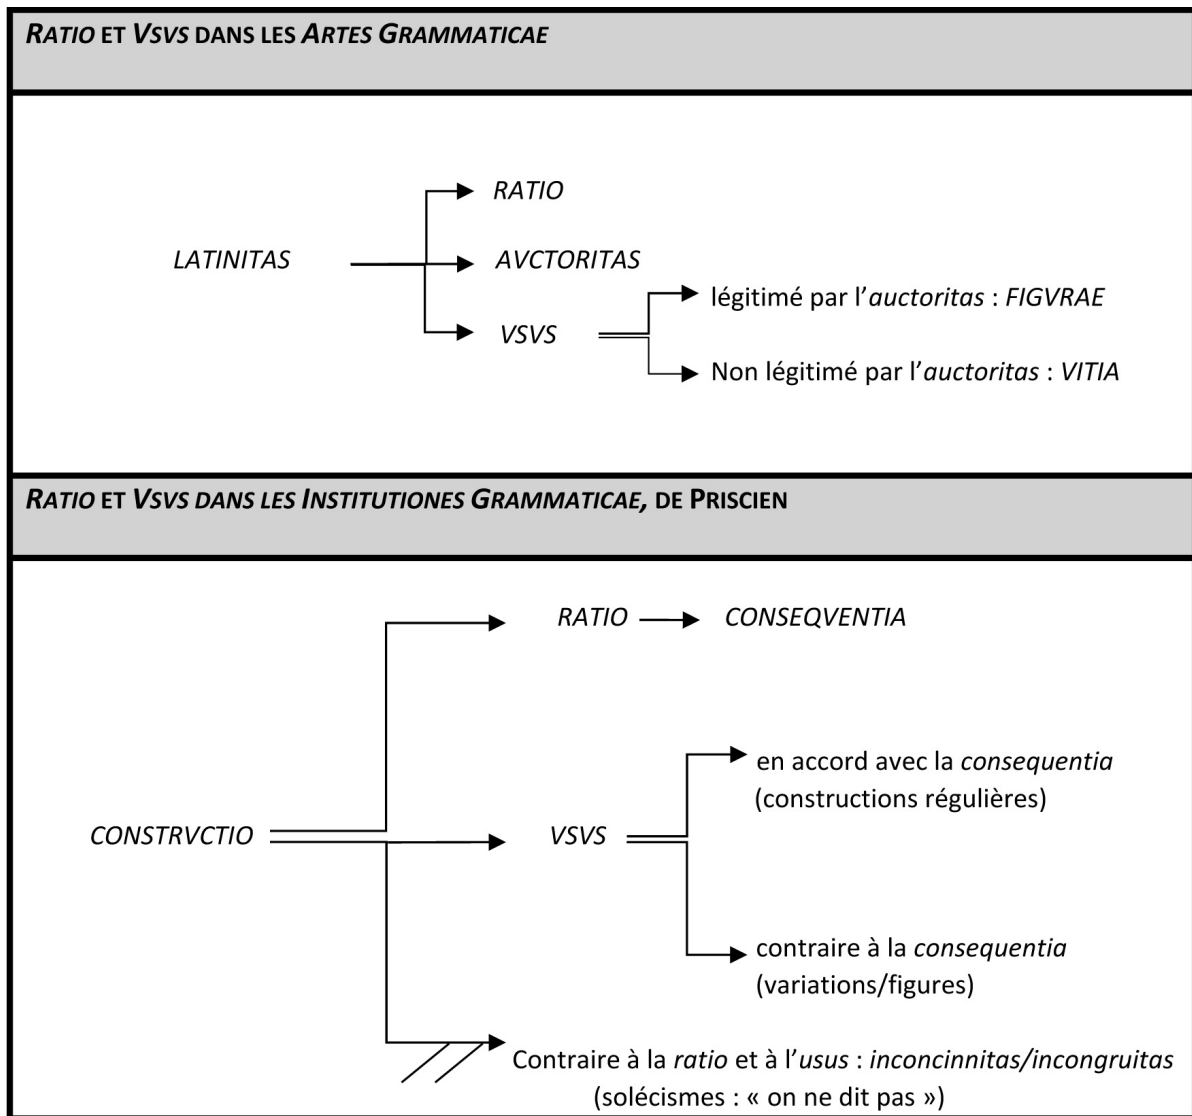 RATIO ET VSVS DANS LES ARTES GRAMMATICAE
RATIO
LATINITAS
AVCTORITAS
légitimé par l’auctoritas : FIGVRAE
VSVS
Non légitimé par l’auctoritas : VITIA
RATIO ET VSVS DANS LES INSTITUTIONES GRAMMATICAE, DE PRISCIEN
RATIO
CONSEQVENTIA
en accord avec la consequentia
(constructions régulières)
CONSTRVCTIO
VSVS
contraire à la consequentia
(variations/figures)
Contraire à la ratio et à l’usus : inconcinnitas/incongruitas
(solécismes : « on ne dit pas »)